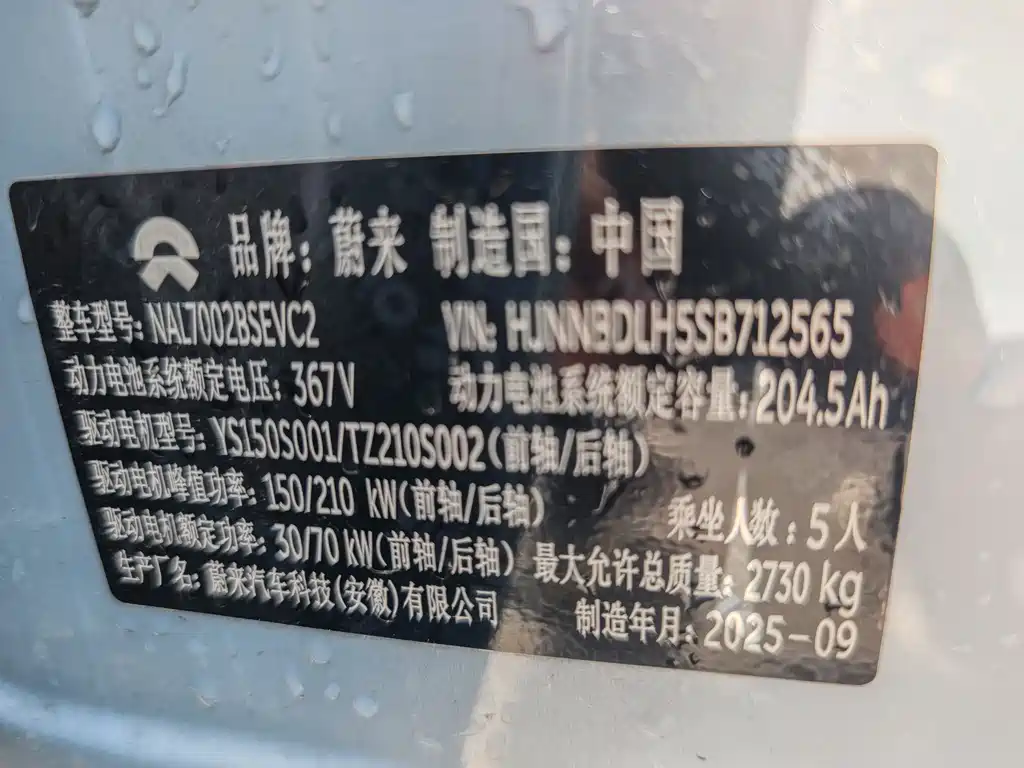 品牌：蔚来 制造国：中国
整车型号：NAL7002BSEVC2 VIN: HJNNBDLH5SB712565
动力电池系统额定电压：367V 动力电池系统额定容量：204.5Ah
驱动电机型号：YS150S001/TZ210S002(前轴/后轴)
驱动电机峰值功率：150/210 kW(前轴/后轴) 乘坐人数：5人
驱动电机额定功率：30/70 kW(前轴/后轴) 最大允许总质量：2730 kg
生产厂名：蔚来汽车科技(安徽)有限公司 制造年月：2025-09